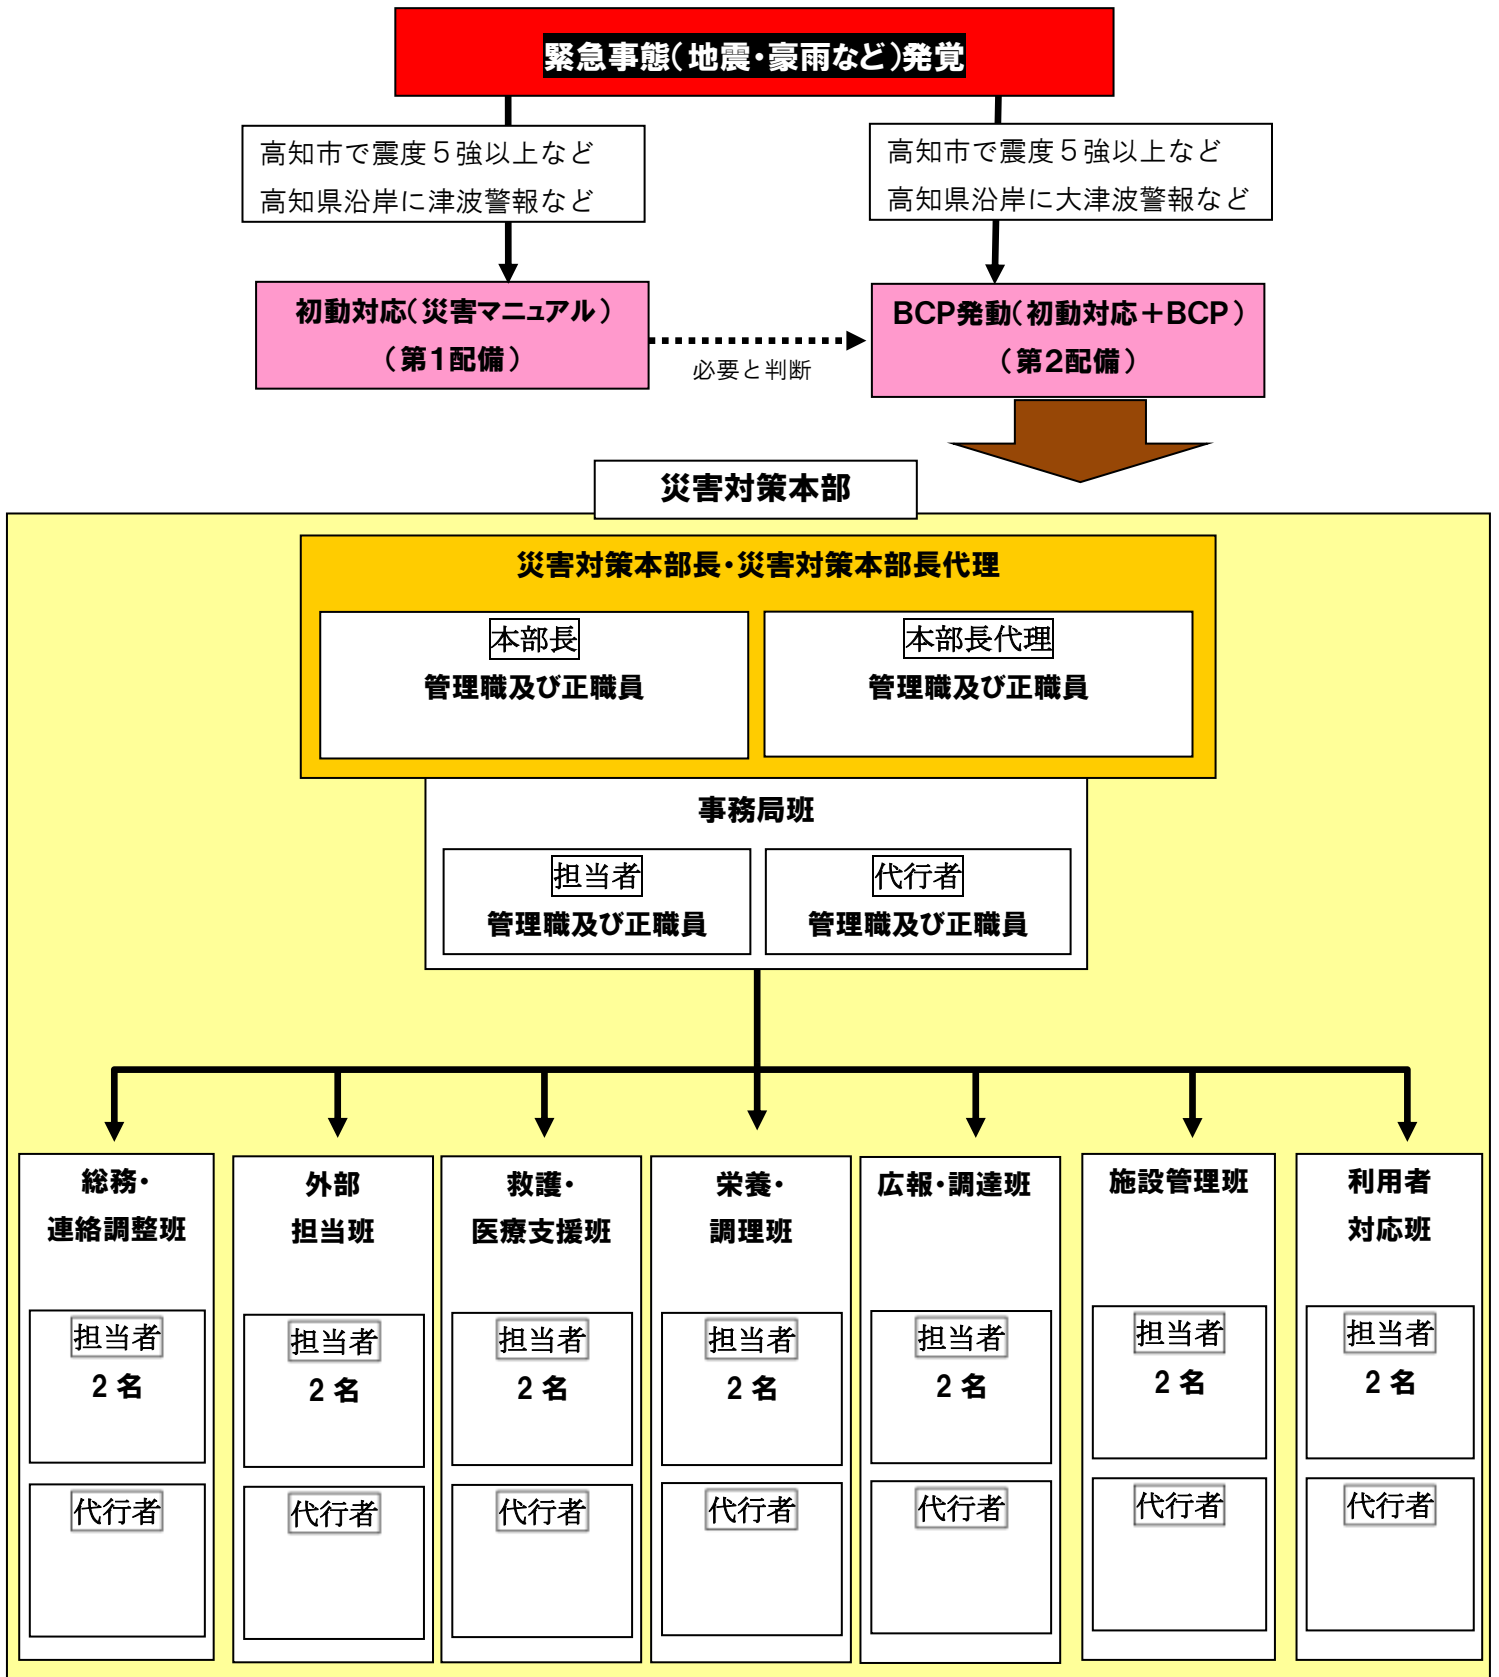 緊急事態（地震・豪雨など）発覚
高知市で震度５強以上など
高知県沿岸に津波警報など
高知市で震度５強以上など
高知県沿岸に大津波警報など
初動対応（災害マニュアル）
（第１配備）
必要と判断
BCP発動（初動対応＋BCP）
（第２配備）
災害対策本部
災害対策本部長・災害対策本部長代理
本部長
管理職及び正職員
本部長代理
管理職及び正職員
事務局班
担当者
管理職及び正職員
代行者
管理職及び正職員
総務・
連絡調整班
担当者
2 名
代行者
外部
担当班
担当者
2 名
代行者
救護・
医療支援班
担当者
2 名
代行者
栄養・
調理班
担当者
2 名
代行者
広報・調達班
担当者
2 名
代行者
施設管理班
担当者
2 名
代行者
利用者
対応班
担当者
2 名
代行者